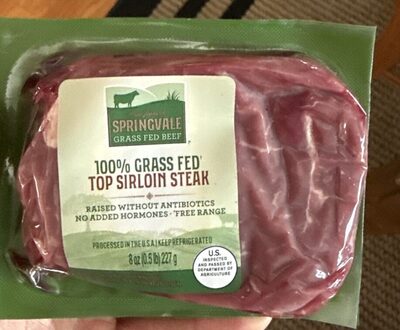 SPRINGVALE
GRASS FED BEEF
100% GRASS FED*
TOP SIRLOIN STEAK
RAISED WITHOUT ANTIBIOTICS
NO ADDED HORMONES - *FREE RANGE
PROCESSED IN THE U.S.A. | KEEP REFRIGERATED
8 oz (0.5 lb) 227 g
U.S.
INSPECTED
AND PASSED BY
DEPARTMENT OF
AGRICULTURE